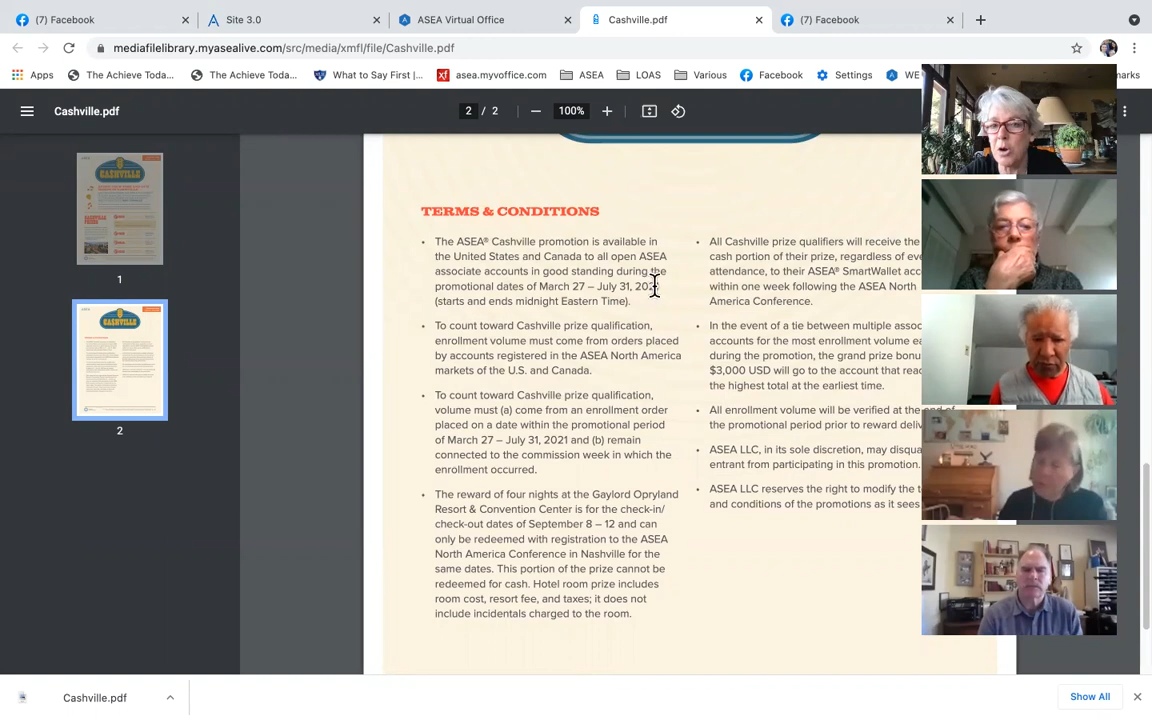 (7) Facebook
Site 3.0
ASEA Virtual Office
Cashville.pdf
(7) Facebook
mediafilelibrary.myasealive.com/src/media/xmfl/file/Cashville.pdf
Apps
The Achieve Toda...
The Achieve Toda...
What to Say First |...
asea.myvoffice.com
ASEA
LOAS
Various
Facebook
Settings
WE
marks
Cashville.pdf
2 / 2
100%
CASHVILLE
1
2
TERMS & CONDITIONS
• The ASEA® Cashville promotion is available in
the United States and Canada to all open ASEA
associate accounts in good standing during the
promotional dates of March 27 – July 31, 202
(starts and ends midnight Eastern Time).
• To count toward Cashville prize qualification,
enrollment volume must come from orders placed
by accounts registered in the ASEA North America
markets of the U.S. and Canada.
• To count toward Cashville prize qualification,
volume must (a) come from an enrollment order
placed on a date within the promotional period
of March 27 – July 31, 2021 and (b) remain
connected to the commission week in which the
enrollment occurred.
• The reward of four nights at the Gaylord Opryland
Resort & Convention Center is for the check-in/
check-out dates of September 8 – 12 and can
only be redeemed with registration to the ASEA
North America Conference in Nashville for the
same dates. This portion of the prize cannot be
redeemed for cash. Hotel room prize includes
room cost, resort fee, and taxes; it does not
include incidentals charged to the room.
• All Cashville prize qualifiers will receive the
cash portion of their prize, regardless of eve
attendance, to their ASEA® SmartWallet acc
within one week following the ASEA North
America Conference.
• In the event of a tie between multiple assoc
accounts for the most enrollment volume ea
during the promotion, the grand prize bonu
$3,000 USD will go to the account that reac
the highest total at the earliest time.
• All enrollment volume will be verified at the end of
the promotional period prior to reward deliv
• ASEA LLC, in its sole discretion, may disqua
entrant from participating in this promotion.
• ASEA LLC reserves the right to modify the t
and conditions of the promotions as it sees
Cashville.pdf
Show All